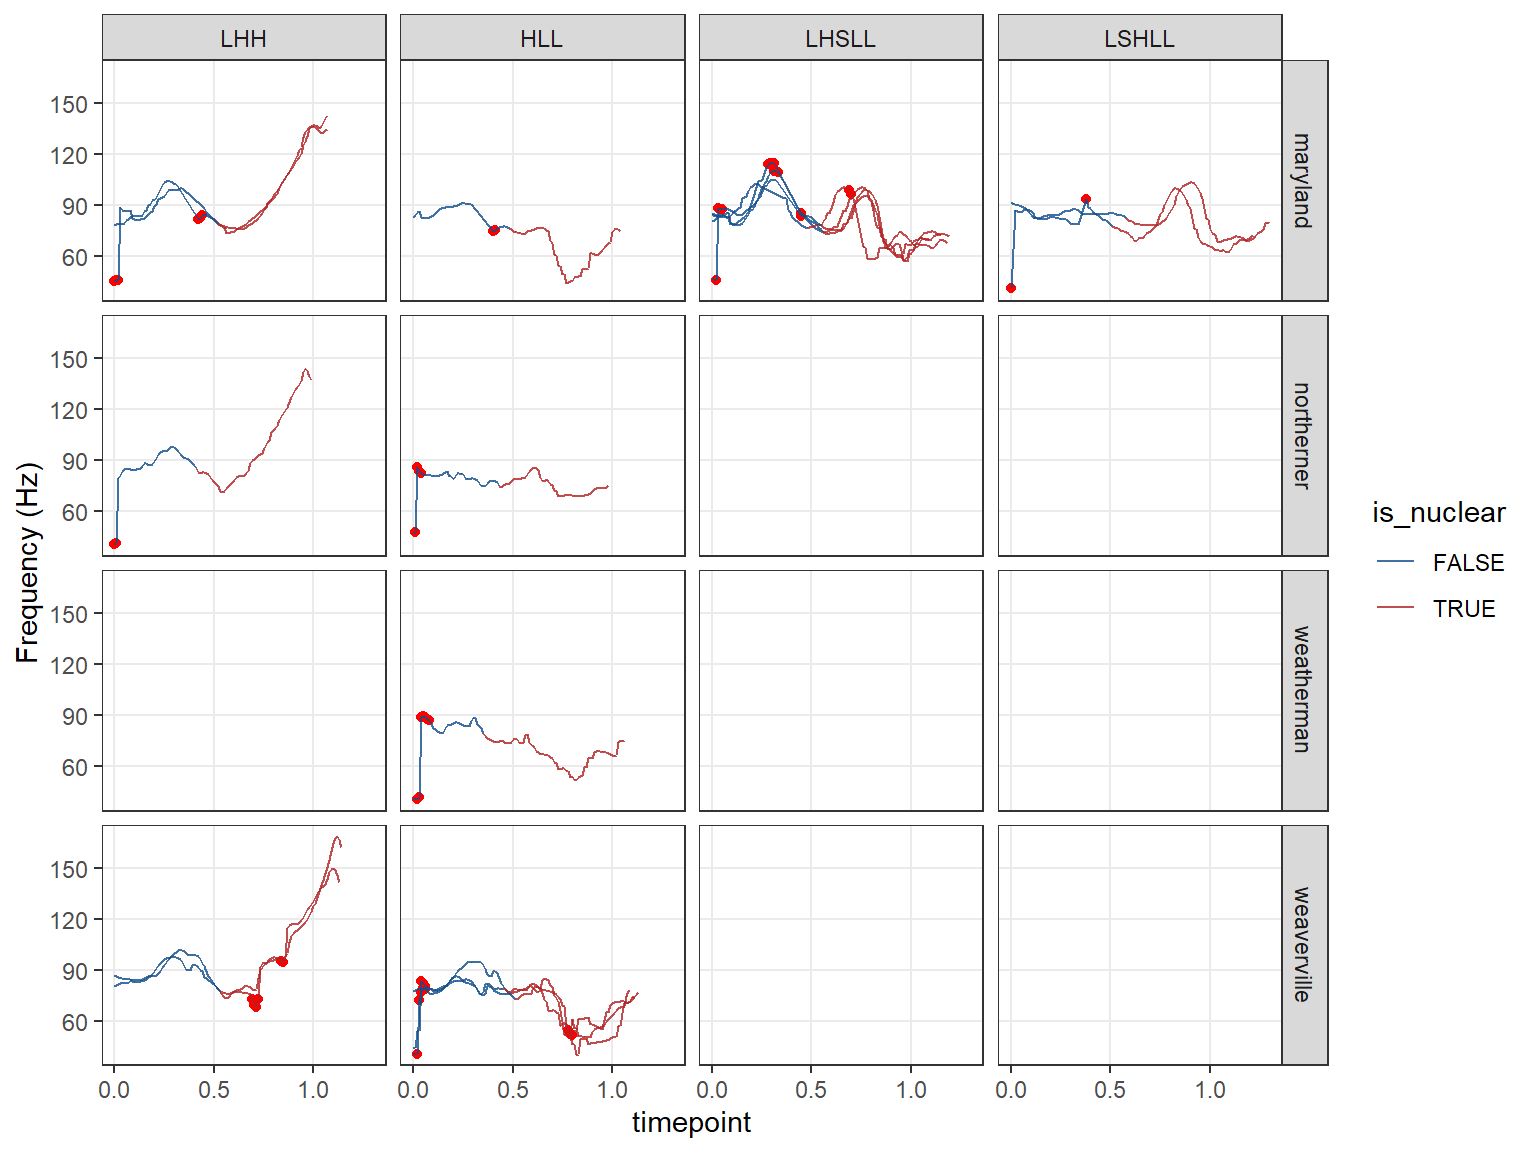 LHH HLL LHSLL LSHLL
150
120
90
60
maryland
150
120
90
60
northerner
150
120
90
60
weatherman
150
120
90
60
weaverville
0.0 0.5 1.0 0.0 0.5 1.0 0.0 0.5 1.0 0.0 0.5 1.0
timepoint
Frequency (Hz)
is_nuclear
FALSE
TRUE